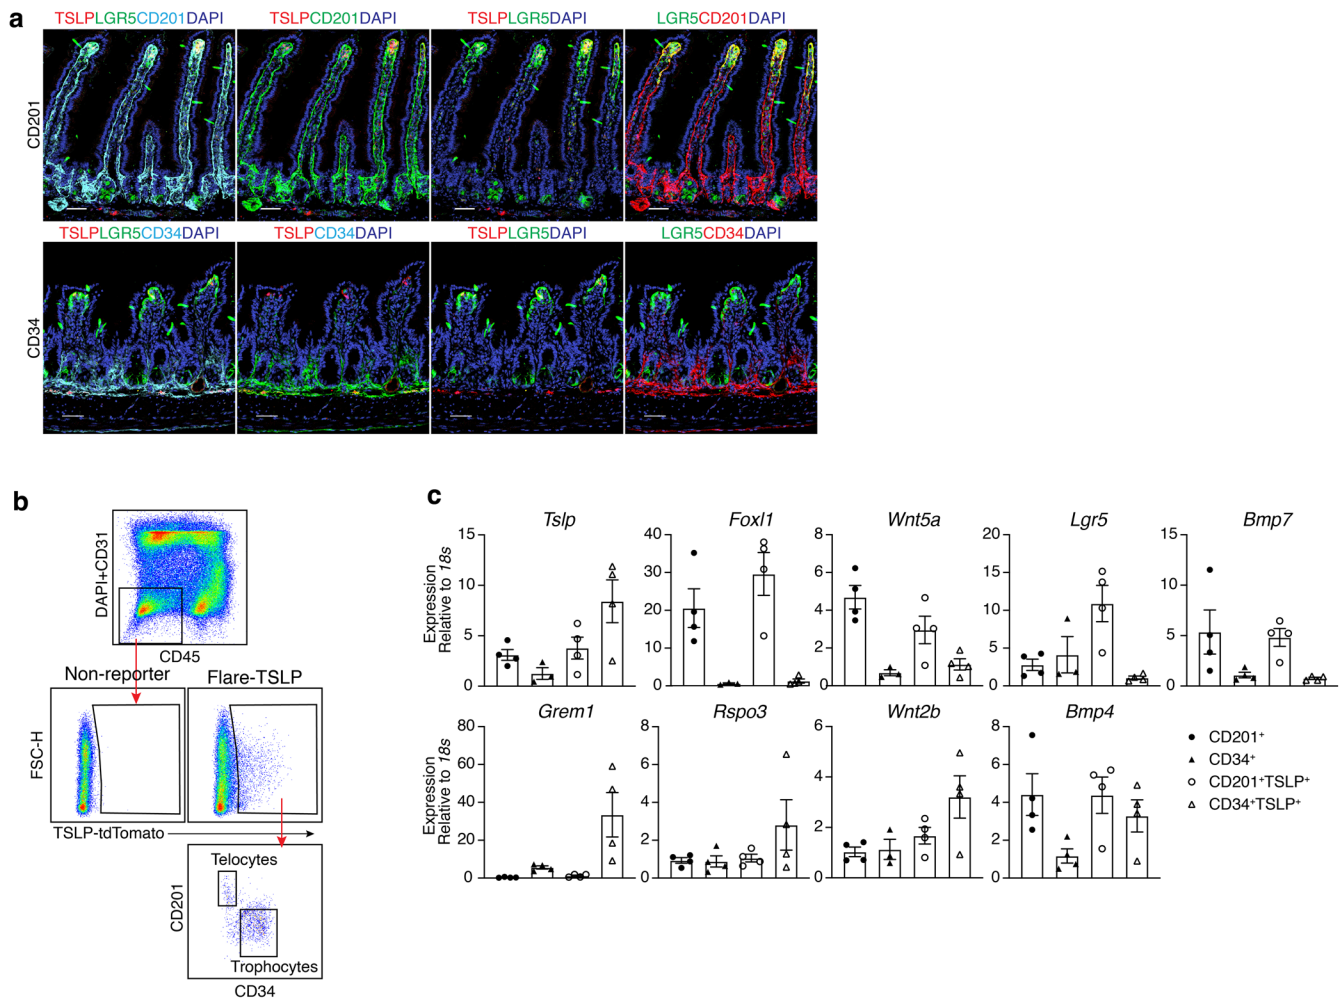 a
TSLPLGR5CD201DAPI TSLPCD201DAPI TSLPLGR5DAPI LGR5CD201DAPI
CD201
TSLPLGR5CD34DAPI TSLPCD34DAPI TSLPLGR5DAPI LGR5CD34DAPI
CD34
b
DAPI+CD31
CD45
Non-reporter Flare-TSLP
FSC-H
TSLP-tdTomato
Telocytes
CD201
Trophocytes
CD34
c
Tslp Foxl1 Wnt5a Lgr5 Bmp7
Expression
Relative to 18s
15
10
5
0
40
30
20
10
0
8
6
4
2
0
20
15
10
5
0
15
10
5
0
Grem1 Rspo3 Wnt2b Bmp4
Expression
Relative to 18s
80
60
40
20
0
8
6
4
2
0
6
4
2
0
8
6
4
2
0
CD201+
CD34+
CD201+TSLP+
CD34+TSLP+